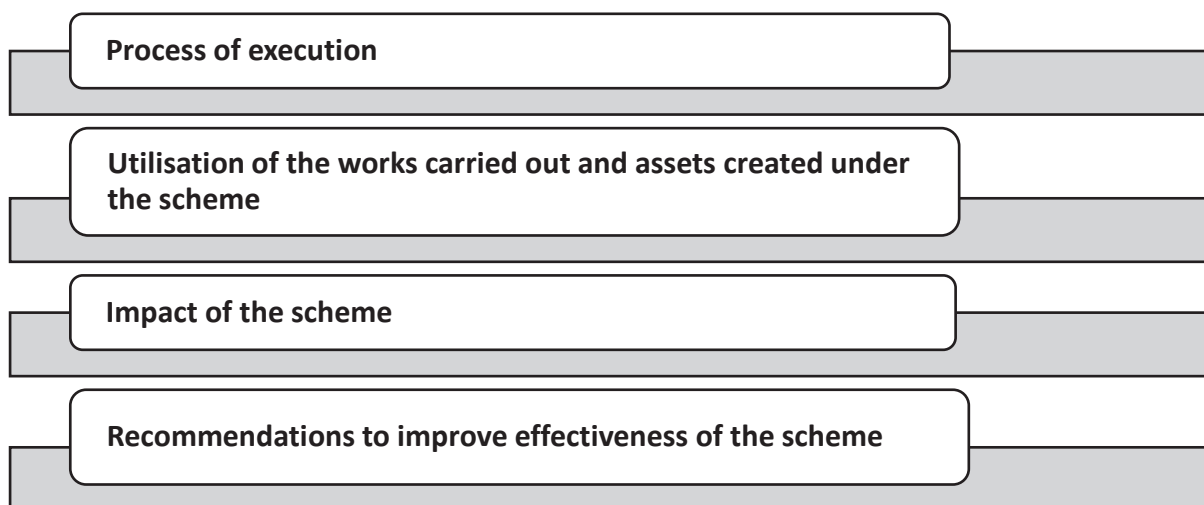 Process of execution
Utilisation of the works carried out and assets created under
the scheme
Impact of the scheme
Recommendations to improve effectiveness of the scheme